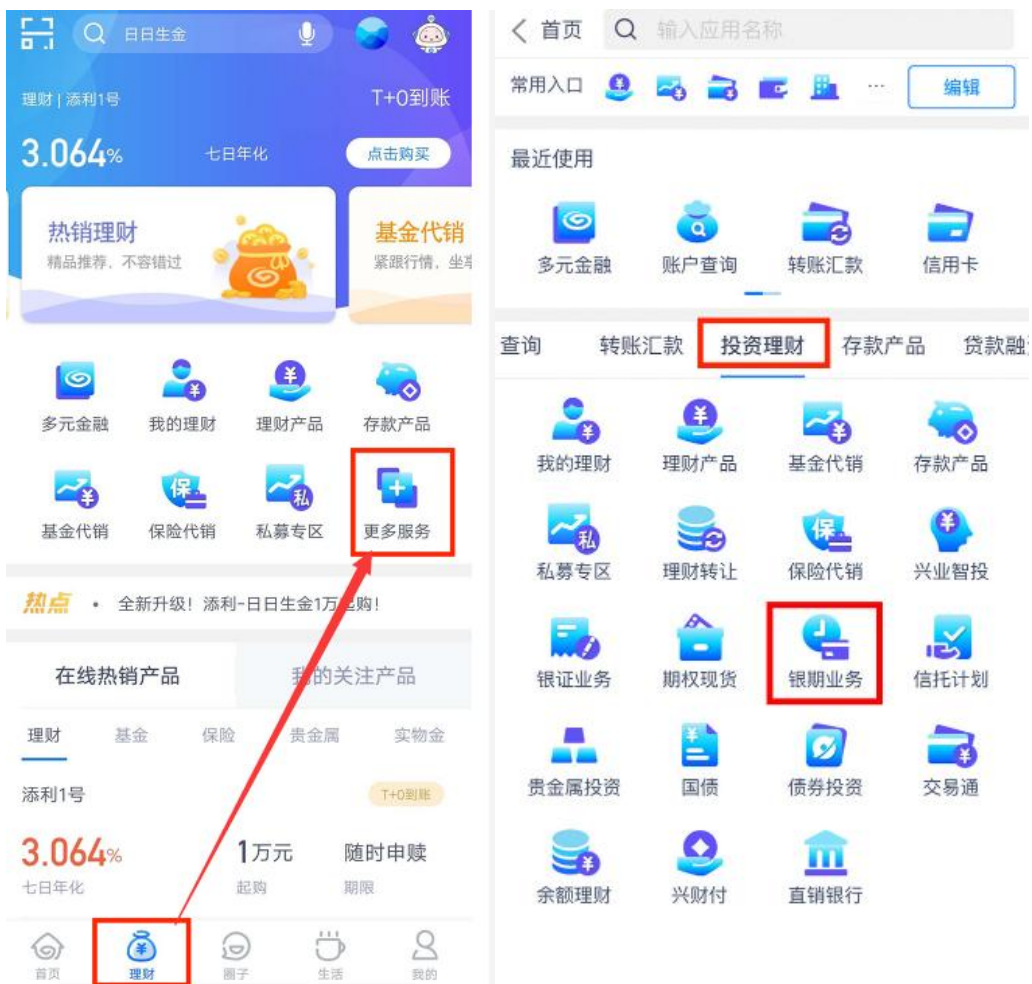 日日生金
理财 | 添利1号
T+0到账
3.064%
七日年化
点击购买
热销理财
精品推荐，不容错过
基金代销
紧跟行情，坐享
多元金融
我的理财
理财产品
存款产品
基金代销
保险代销
私募专区
更多服务
热点 • 全新升级！添利-日日生金1万起购！
在线热销产品
我的关注产品
理财
基金
保险
贵金属
实物金
添利1号
T+0到账
3.064%
1万元
随时申赎
七日年化
起购
期限
首页
理财
圈子
生活
我的
首页
输入应用名称
常用入口
...
编辑
最近使用
多元金融
账户查询
转账汇款
信用卡
查询
转账汇款
投资理财
存款产品
贷款融
我的理财
理财产品
基金代销
存款产品
私募专区
理财转让
保险代销
兴业智投
银证业务
期权现货
银期业务
信托计划
贵金属投资
国债
债券投资
交易通
余额理财
兴财付
直销银行